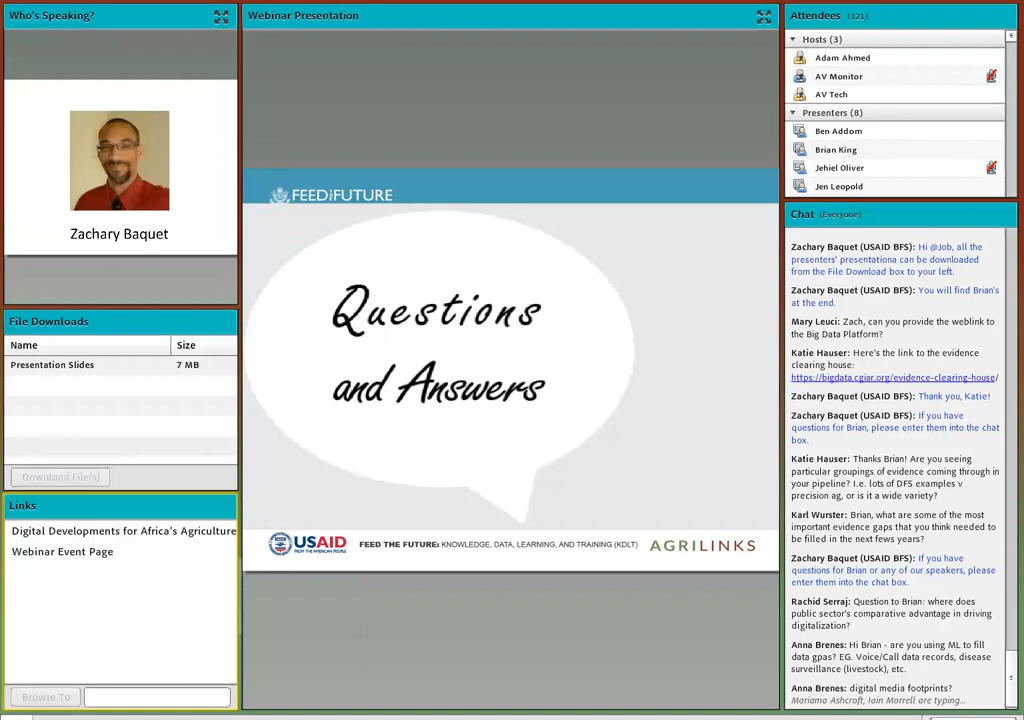 Who's Speaking?
Zachary Baquet
File Downloads
Name Size
Presentation Slides 7 MB
Download File(s)
Links
Digital Developments for Africa's Agriculture
Webinar Event Page
Browse To
Webinar Presentation
FEED THE FUTURE
Questions
and Answers
USAID
FROM THE AMERICAN PEOPLE
FEED THE FUTURE: KNOWLEDGE, DATA, LEARNING, AND TRAINING (KDLT)
AGRILINKS
Attendees (121)
Hosts (3)
Adam Ahmed
AV Monitor
AV Tech
Presenters (8)
Ben Addom
Brian King
Jehiel Oliver
Jen Leopold
Chat (Everyone)
Zachary Baquet (USAID BFS): Hi @Job, all the
presenters' presentationa can be downloaded
from the File Download box to your left.
Zachary Baquet (USAID BFS): You will find Brian's
at the end.
Mary Leuci: Zach, can you provide the weblink to
the Big Data Platform?
Katie Hauser: Here's the link to the evidence
clearing house:
https://bigdata.cgiar.org/evidence-clearing-house/
Zachary Baquet (USAID BFS): Thank you, Katie!
Zachary Baquet (USAID BFS): If you have
questions for Brian, please enter them into the chat
box.
Katie Hauser: Thanks Brian! Are you seeing
particular groupings of evidence coming through in
your pipeline? I.e. lots of DFS examples v
precision ag, or is it a wide variety?
Karl Wurster: Brian, what are some of the most
important evidence gaps that you think needed to
be filled in the next fews years?
Zachary Baquet (USAID BFS): If you have
questions for Brian or any of our speakers, please
enter them into the chat box.
Rachid Serraj: Question to Brian: where does
public sector's comparative advantage in driving
digitalization?
Anna Brenes: Hi Brian - are you using ML to fill
data gpas? EG. Voice/Call data records, disease
surveillance (livestock), etc.
Anna Brenes: digital media footprints?
Mariama Ashcroft, Iain Morrell are typing...